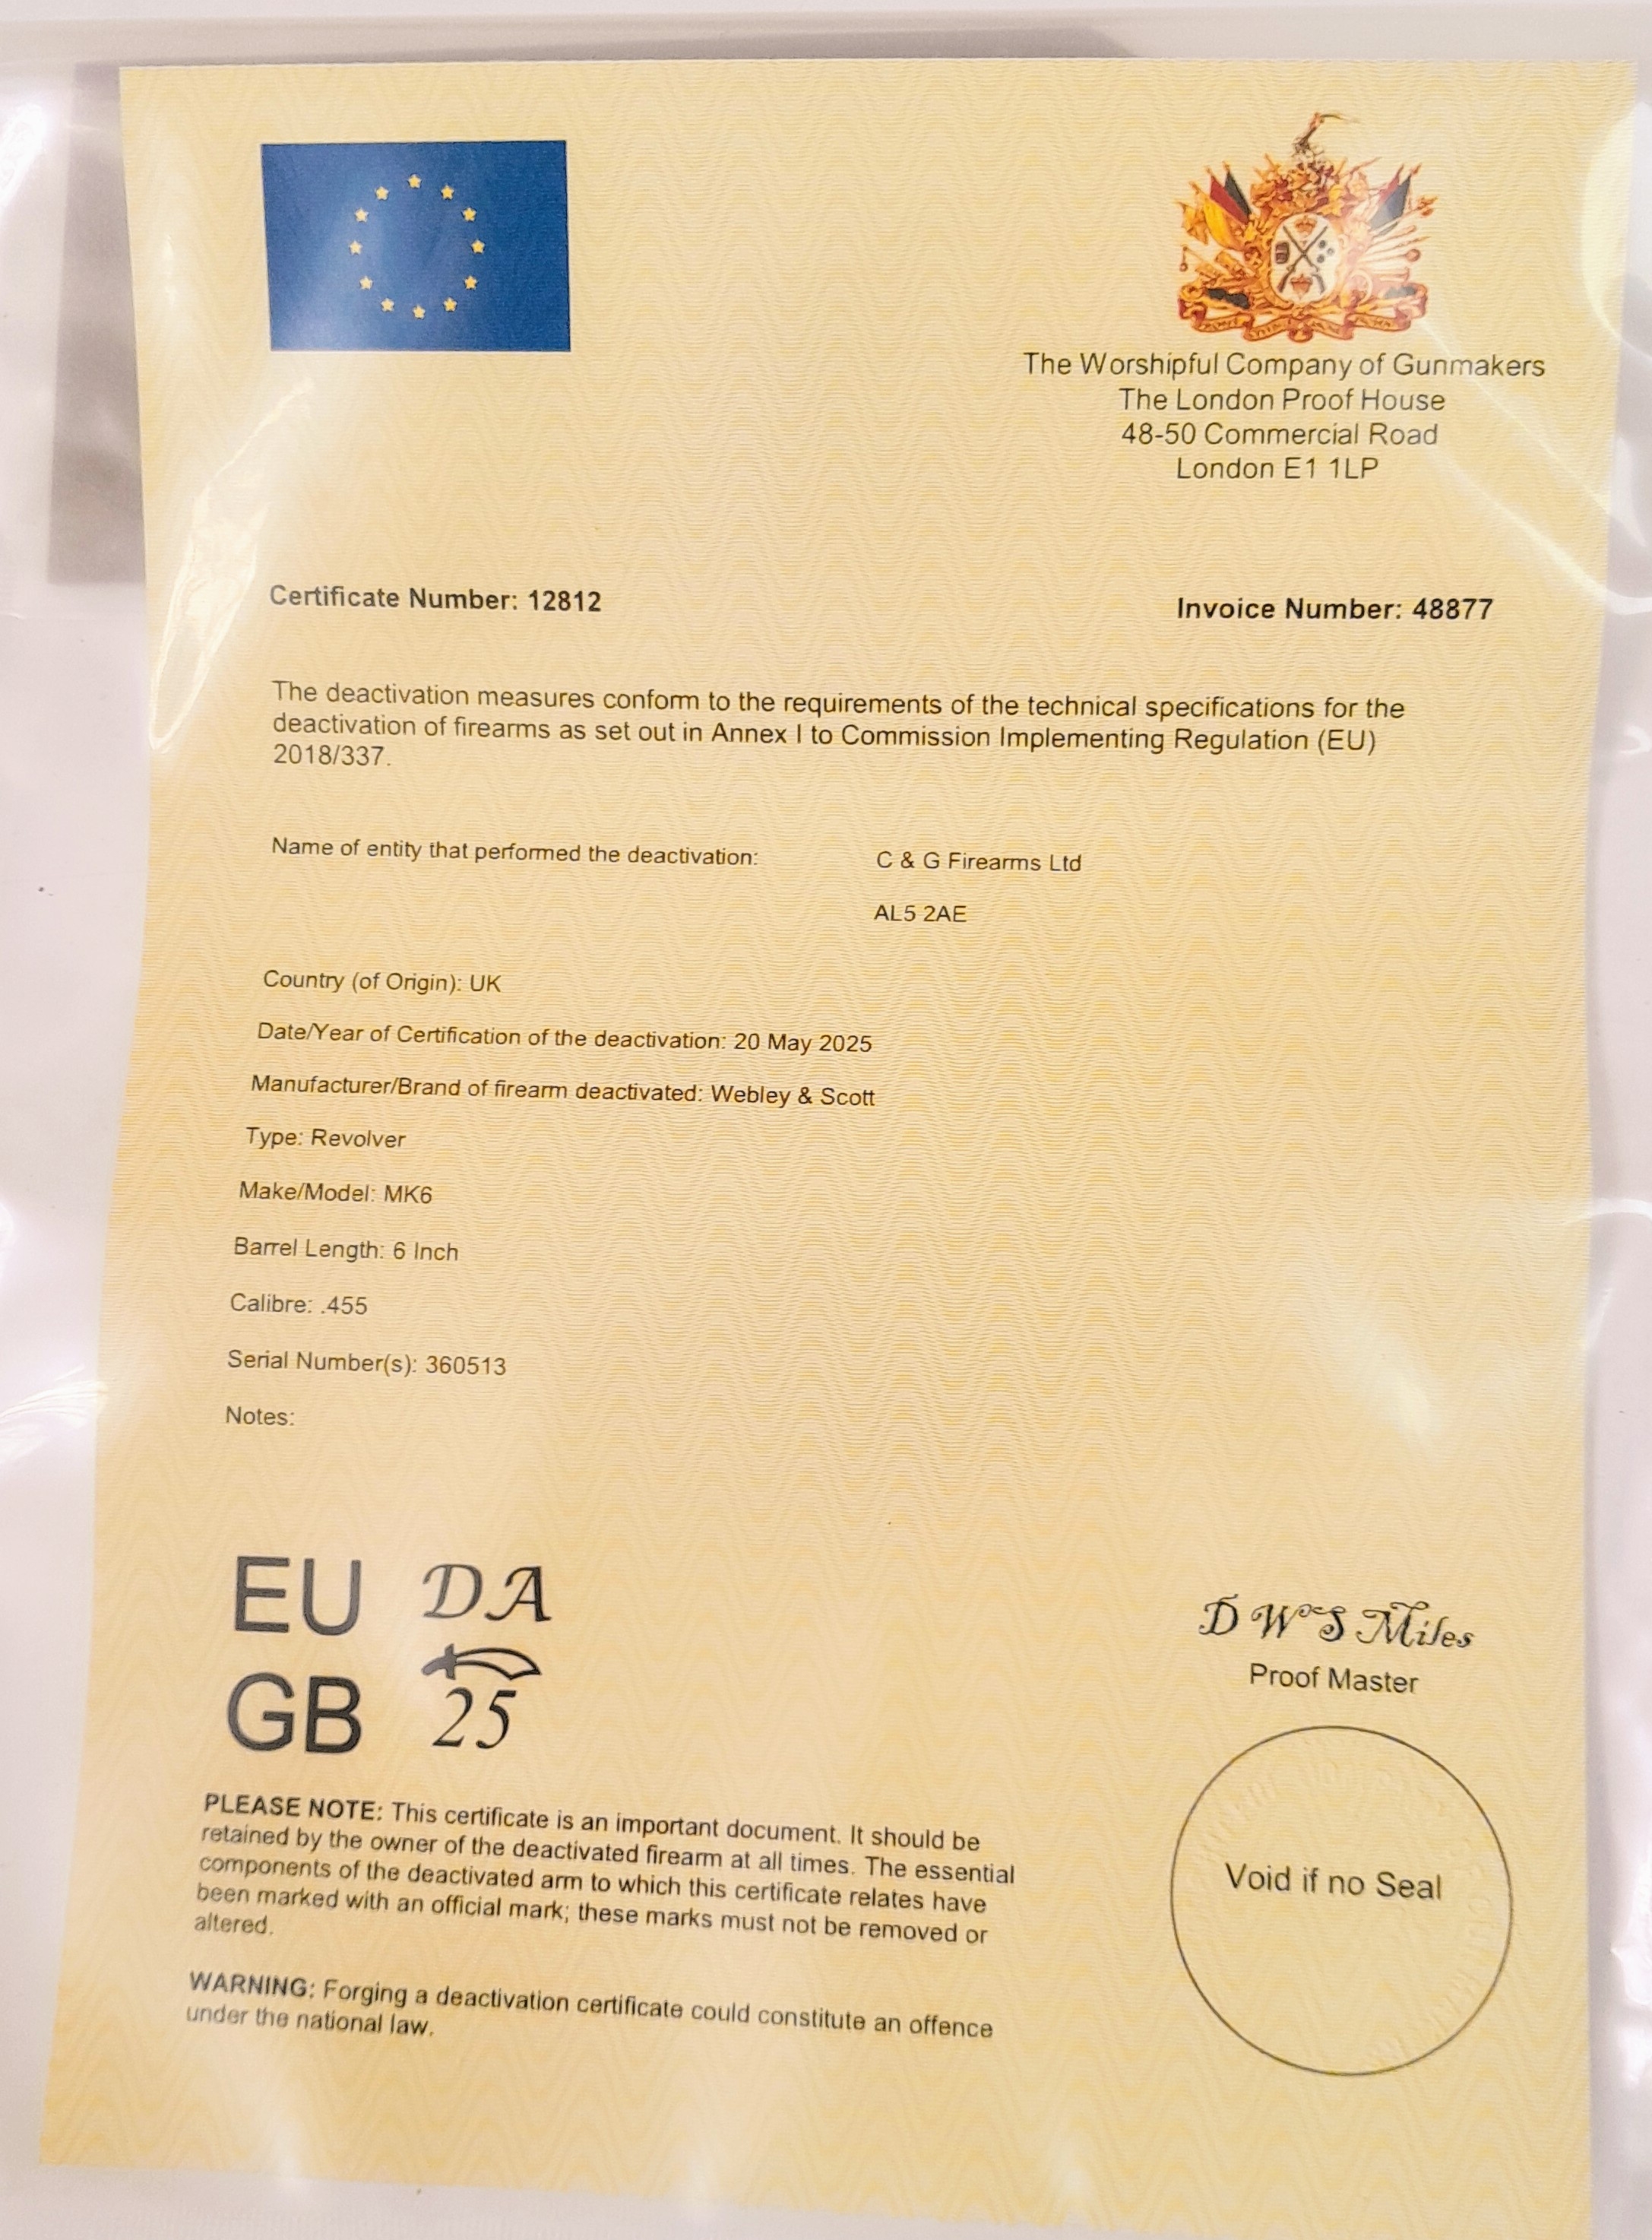 The Worshipful Company of Gunmakers
The London Proof House
48-50 Commercial Road
London E1 1LP
Certificate Number: 12812
Invoice Number: 48877
The deactivation measures conform to the requirements of the technical specifications for the
deactivation of firearms as set out in Annex I to Commission Implementing Regulation (EU)
2018/337.
Name of entity that performed the deactivation:
C & G Firearms Ltd
AL5 2AE
Country (of Origin): UK
Date/Year of Certification of the deactivation: 20 May 2025
Manufacturer/Brand of firearm deactivated: Webley & Scott
Type: Revolver
Make/Model: MK6
Barrel Length: 6 Inch
Calibre: .455
Serial Number(s): 360513
Notes:
EU DA
GB 25
D W S Miles
Proof Master
Void if no Seal
PLEASE NOTE: This certificate is an important document. It should be
retained by the owner of the deactivated firearm at all times. The essential
components of the deactivated arm to which this certificate relates have
been marked with an official mark; these marks must not be removed or
altered.
WARNING: Forging a deactivation certificate could constitute an offence
under the national law.